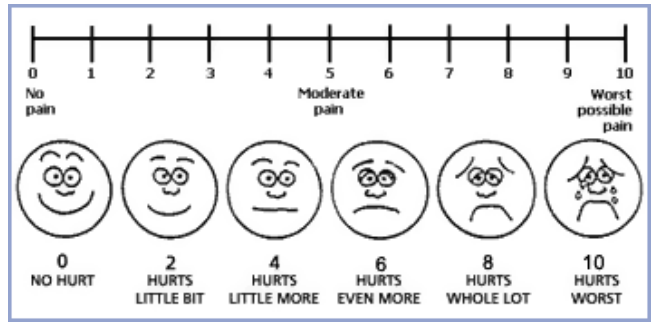 0 1 2 3 4 5 6 7 8 9 10
No Moderate Worst
pain pain possible
pain
0 2 4 6 8 10
NO HURT HURTS HURTS HURTS HURTS HURTS
LITTLE BIT LITTLE MORE EVEN MORE WHOLE LOT WORST